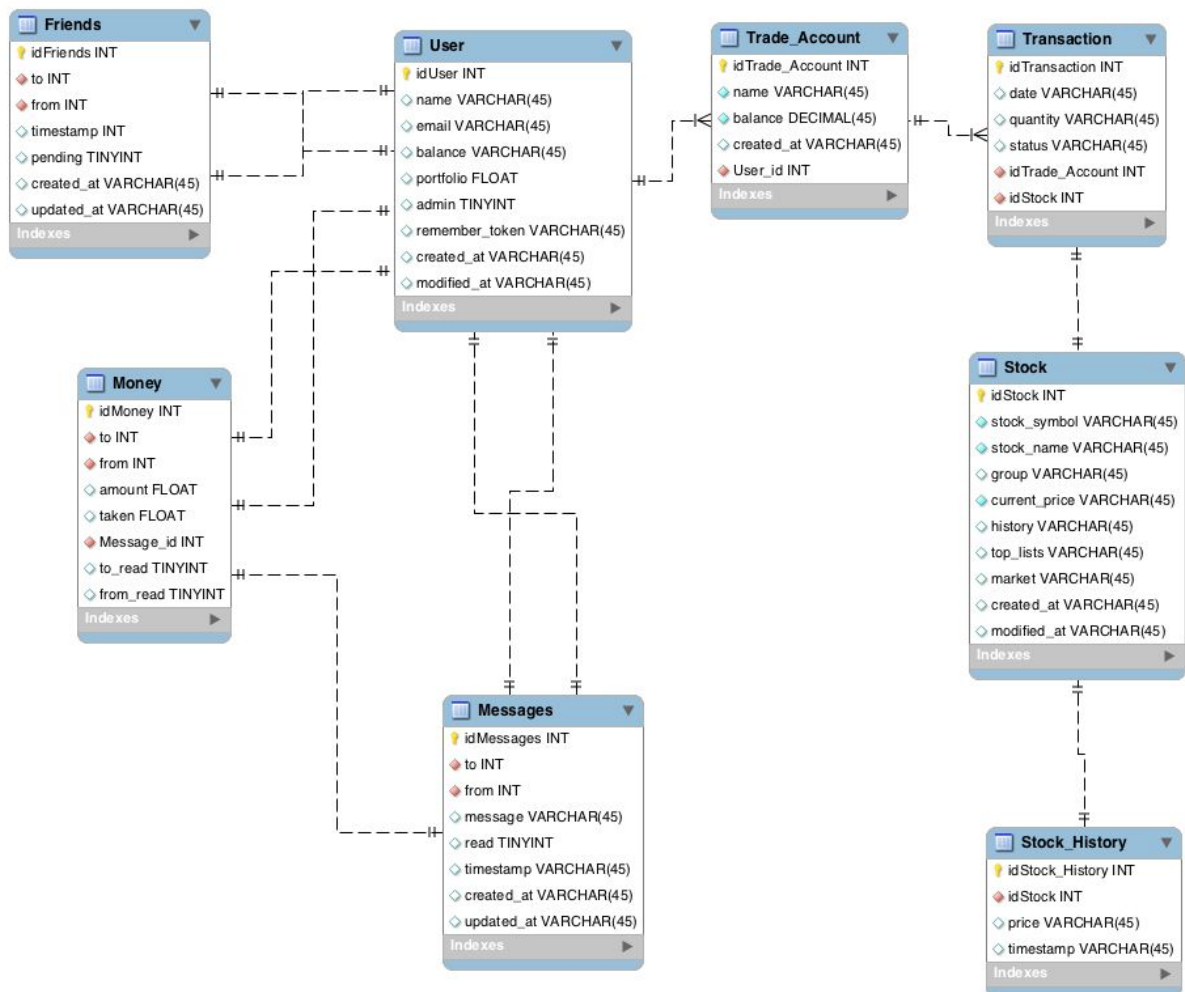 Friends
idFriends INT
to INT
from INT
timestamp INT
pending TINYINT
created_at VARCHAR(45)
updated_at VARCHAR(45)
Indexes
User
idUser INT
name VARCHAR(45)
email VARCHAR(45)
balance VARCHAR(45)
portfolio FLOAT
admin TINYINT
remember_token VARCHAR(45)
created_at VARCHAR(45)
modified_at VARCHAR(45)
Indexes
Trade_Account
idTrade_Account INT
name VARCHAR(45)
balance DECIMAL(45)
created_at VARCHAR(45)
User_id INT
Indexes
Transaction
idTransaction INT
date VARCHAR(45)
quantity VARCHAR(45)
status VARCHAR(45)
idTrade_Account INT
idStock INT
Indexes
Money
idMoney INT
to INT
from INT
amount FLOAT
taken FLOAT
Message_id INT
to_read TINYINT
from_read TINYINT
Indexes
Stock
idStock INT
stock_symbol VARCHAR(45)
stock_name VARCHAR(45)
group VARCHAR(45)
current_price VARCHAR(45)
history VARCHAR(45)
top_lists VARCHAR(45)
market VARCHAR(45)
created_at VARCHAR(45)
modified_at VARCHAR(45)
Indexes
Messages
idMessages INT
to INT
from INT
message VARCHAR(45)
read TINYINT
timestamp VARCHAR(45)
created_at VARCHAR(45)
updated_at VARCHAR(45)
Indexes
Stock_History
idStock_History INT
idStock INT
price VARCHAR(45)
timestamp VARCHAR(45)
Indexes